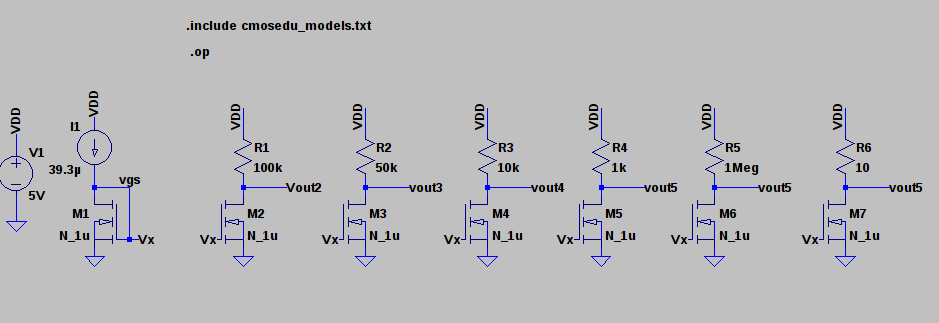 .include cmosedu_models.txt
.op
VDD VDD VDD VDD VDD VDD VDD VDD
I1
V1
39.3µ
5V
R1
100k
R2
50k
R3
10k
R4
1k
R5
1Meg
R6
10
vgs
Vout2
vout3
vout4
vout5
vout5
vout5
M1
N_1u
Vx
M2
Vx
N_1u
M3
Vx
N_1u
M4
Vx
N_1u
M5
Vx
N_1u
M6
Vx
N_1u
M7
Vx
N_1u